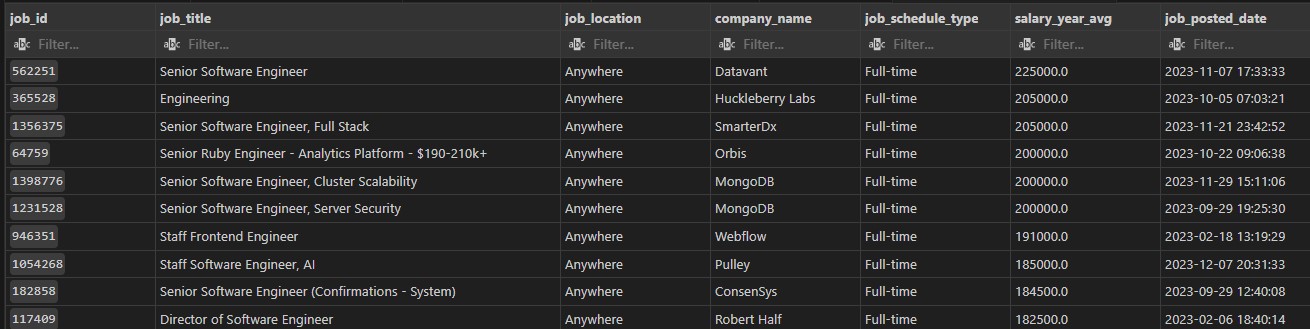 job_id job_title job_location company_name job_schedule_type salary_year_avg job_posted_date
abc Filter... abc Filter... abc Filter... abc Filter... abc Filter... abc Filter... abc Filter...
562251 Senior Software Engineer Anywhere Datavant Full-time 225000.0 2023-11-07 17:33:33
365528 Engineering Anywhere Huckleberry Labs Full-time 205000.0 2023-10-05 07:03:21
1356375 Senior Software Engineer, Full Stack Anywhere SmarterDx Full-time 205000.0 2023-11-21 23:42:52
64759 Senior Ruby Engineer - Analytics Platform - $190-210k+ Anywhere Orbis Full-time 200000.0 2023-10-22 09:06:38
1398776 Senior Software Engineer, Cluster Scalability Anywhere MongoDB Full-time 200000.0 2023-11-29 15:11:06
1231528 Senior Software Engineer, Server Security Anywhere MongoDB Full-time 200000.0 2023-09-29 19:25:30
946351 Staff Frontend Engineer Anywhere Webflow Full-time 191000.0 2023-02-18 13:19:29
1054268 Staff Software Engineer, AI Anywhere Pulley Full-time 185000.0 2023-12-07 20:31:33
182858 Senior Software Engineer (Confirmations - System) Anywhere ConsenSys Full-time 184500.0 2023-09-29 12:40:08
117409 Director of Software Engineer Anywhere Robert Half Full-time 182500.0 2023-02-06 18:40:14